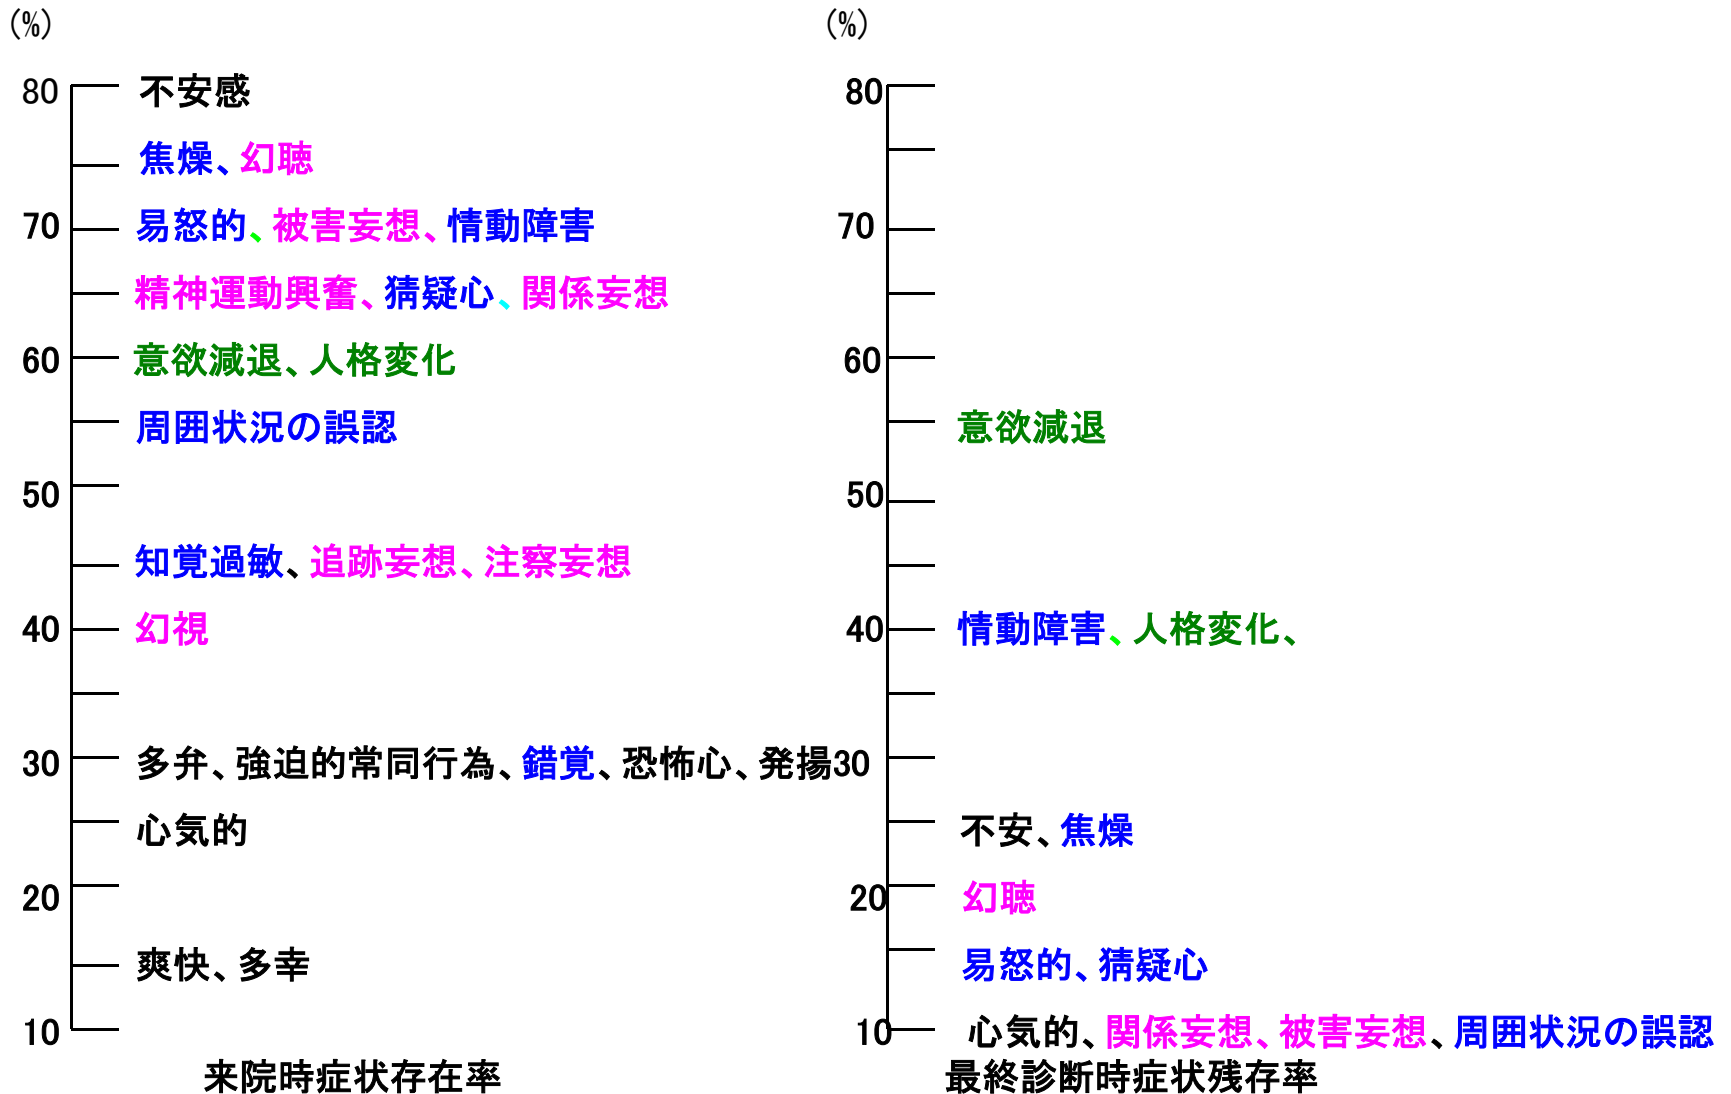 (%)
80 不安感
焦燥、幻聴
70 易怒的、被害妄想、情動障害
精神運動興奮、猜疑心、関係妄想
60 意欲減退、人格変化
周囲状況の誤認
50
知覚過敏、追跡妄想、注察妄想
40 幻視
30 多弁、強迫的常同行為、錯覚、恐怖心、発揚
心気的
20
爽快、多幸
10
来院時症状存在率
(%)
80
70
60
意欲減退
50
40 情動障害、人格変化、
30
不安、焦燥
20 幻聴
易怒的、猜疑心
10 心気的、関係妄想、被害妄想、周囲状況の誤認
最終診断時症状残存率